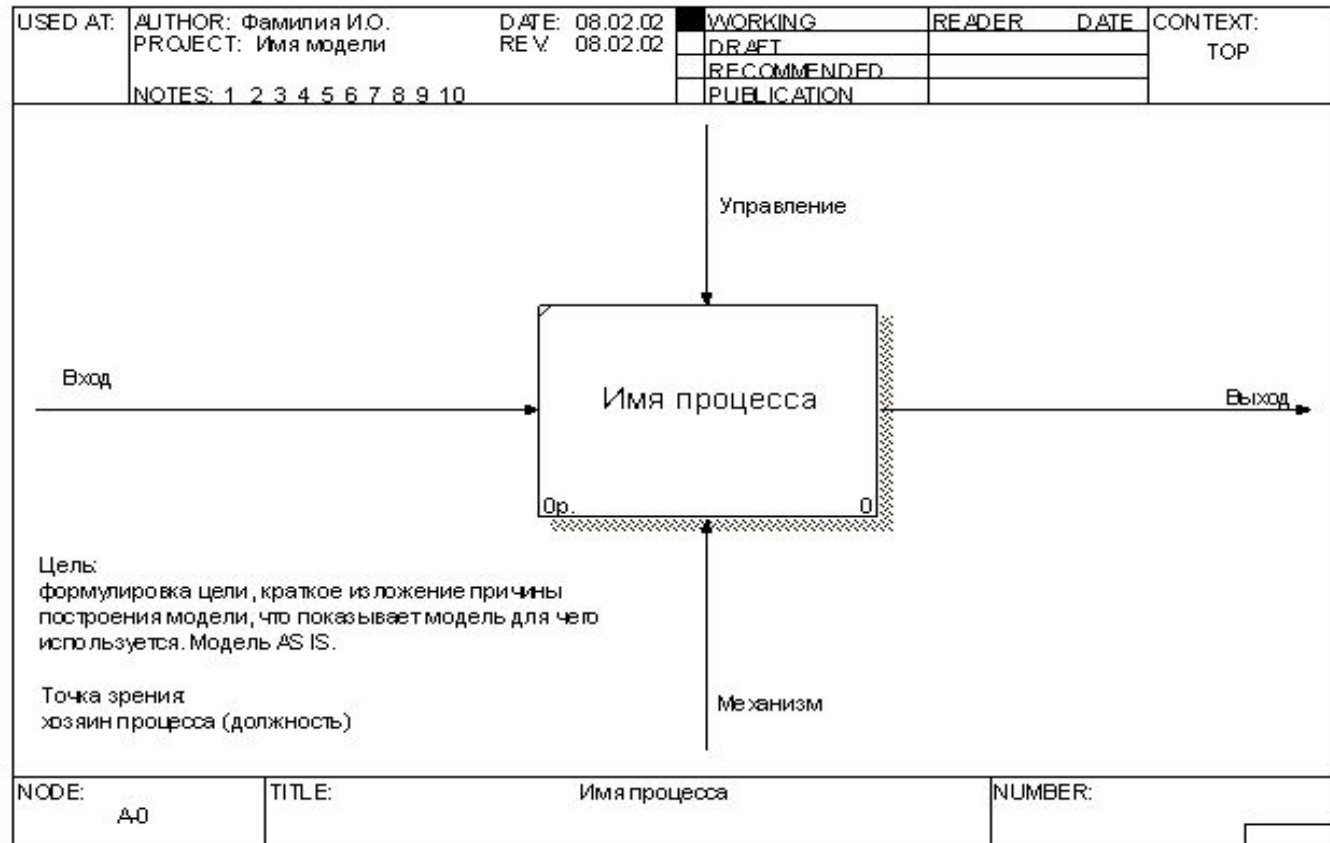 USED AT:
AUTHOR: Фамилия И.О.
DATE: 08.02.02
PROJECT: Имя модели
REV: 08.02.02
NOTES: 1 2 3 4 5 6 7 8 9 10
WORKING
DRAFT
RECOMMENDED
PUBLICATION
READER DATE
CONTEXT:
TOP
Управление
Вход
Имя процесса
Выход
0р.
0
Цель:
формулировка цели, краткое изложение причины
построения модели, что показывает модель для чего
используется. Модель AS IS.
Точка зрения:
хозяин процесса (должность)
Механизм
NODE:
A-0
TITLE:
Имя процесса
NUMBER: